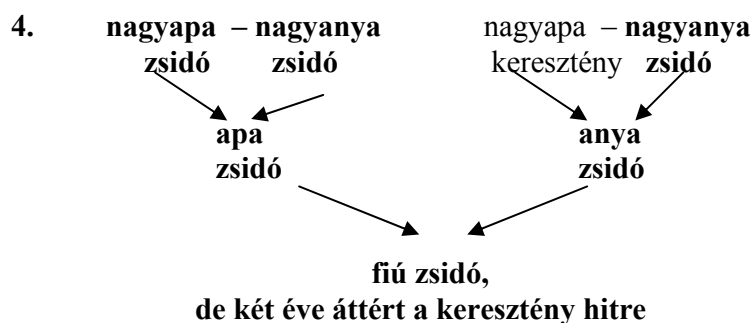 4. nagyapa – nagyanya nagyapa – nagyanya
zsidó zsidó keresztény zsidó
apa anya
zsidó zsidó
fiú zsidó,
de két éve áttért a keresztény hitre